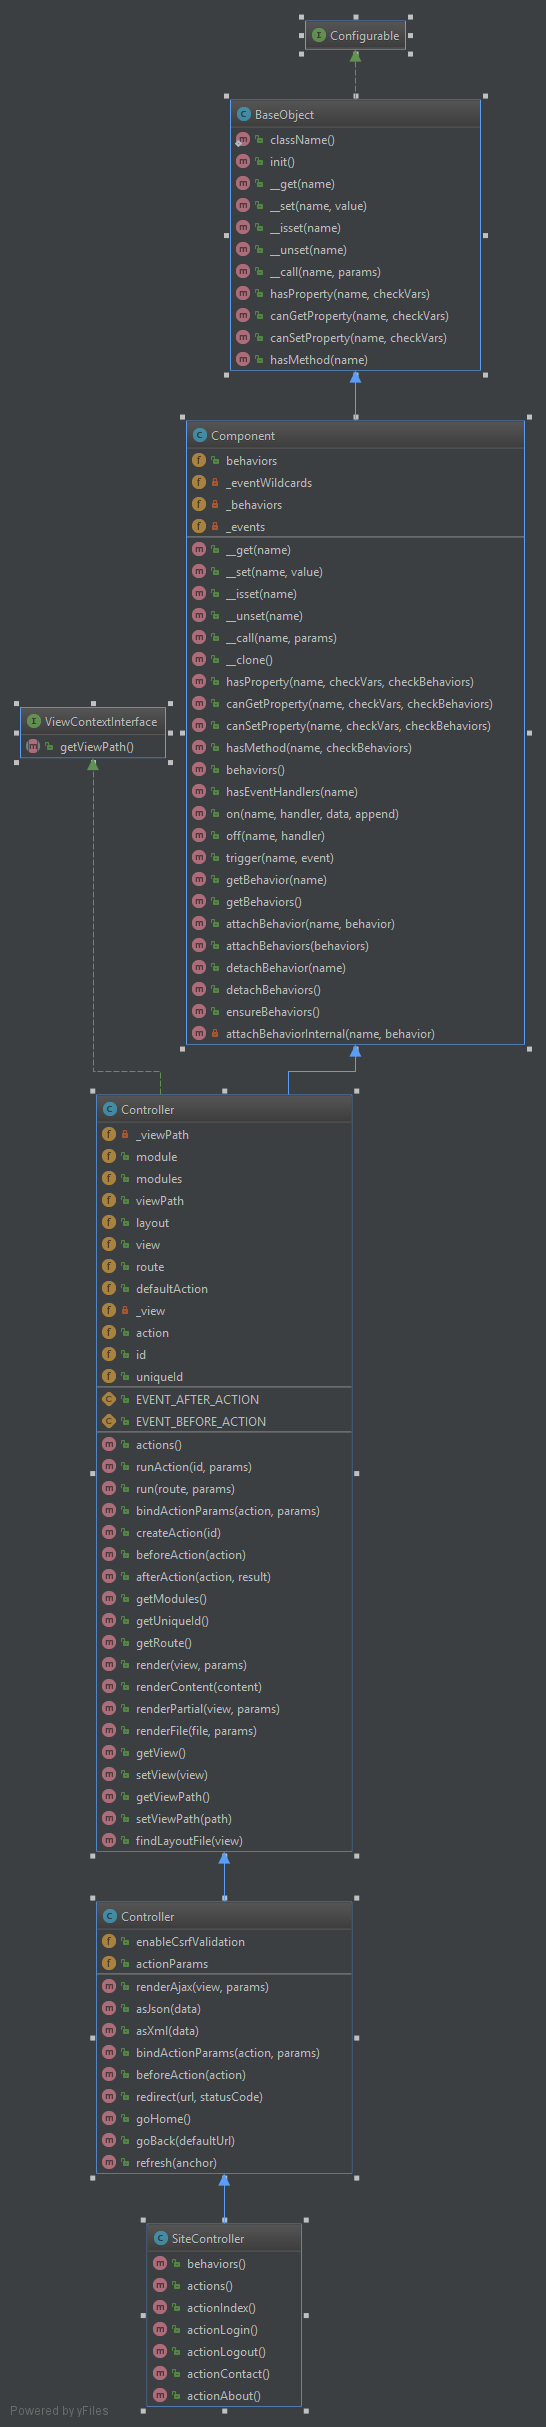 Configurable
BaseObject
className()
init()
__get(name)
__set(name, value)
__isset(name)
__unset(name)
__call(name, params)
hasProperty(name, checkVars)
canGetProperty(name, checkVars)
canSetProperty(name, checkVars)
hasMethod(name)
Component
behaviors
_eventWildcards
_behaviors
_events
__get(name)
__set(name, value)
__isset(name)
__unset(name)
__call(name, params)
__clone()
hasProperty(name, checkVars, checkBehaviors)
canGetProperty(name, checkVars, checkBehaviors)
canSetProperty(name, checkVars, checkBehaviors)
hasMethod(name, checkBehaviors)
behaviors()
hasEventHandlers(name)
on(name, handler, data, append)
off(name, handler)
trigger(name, event)
getBehavior(name)
getBehaviors()
attachBehavior(name, behavior)
attachBehaviors(behaviors)
detachBehavior(name)
detachBehaviors()
ensureBehaviors()
attachBehaviorInternal(name, behavior)
ViewContextInterface
getViewPath()
Controller
_viewPath
module
modules
viewPath
layout
view
route
defaultAction
_view
action
id
uniqueId
EVENT_AFTER_ACTION
EVENT_BEFORE_ACTION
actions()
runAction(id, params)
run(route, params)
bindActionParams(action, params)
createAction(id)
beforeAction(action)
afterAction(action, result)
getModules()
getUniqueId()
getRoute()
render(view, params)
renderContent(content)
renderPartial(view, params)
renderFile(file, params)
getView()
setView(view)
getViewPath()
setViewPath(path)
findLayoutFile(view)
Controller
enableCsrfValidation
actionParams
renderAjax(view, params)
asJson(data)
asXml(data)
bindActionParams(action, params)
beforeAction(action)
redirect(url, statusCode)
goHome()
goBack(defaultUrl)
refresh(anchor)
SiteController
behaviors()
actions()
actionIndex()
actionLogin()
actionLogout()
actionContact()
actionAbout()
Powered by yFiles